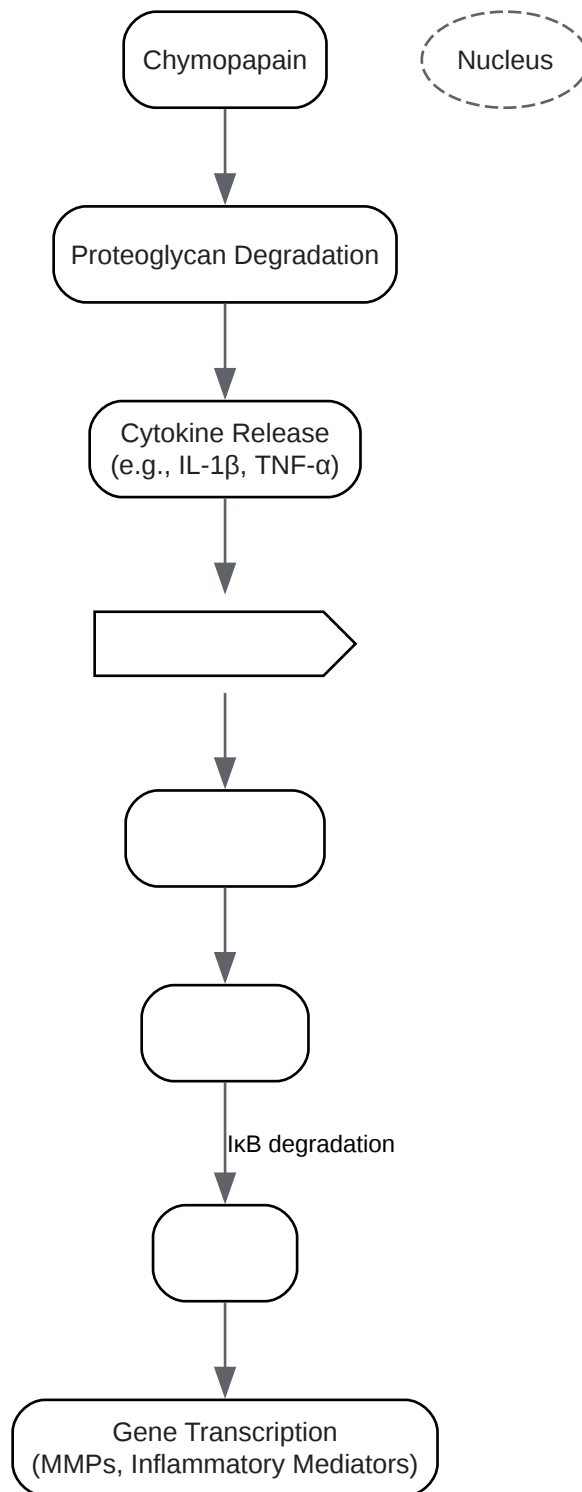 Chymopapain
Nucleus
Proteoglycan Degradation
Cytokine Release
(e.g., IL-1β, TNF-α)
IκB degradation
Gene Transcription
(MMPs, Inflammatory Mediators)